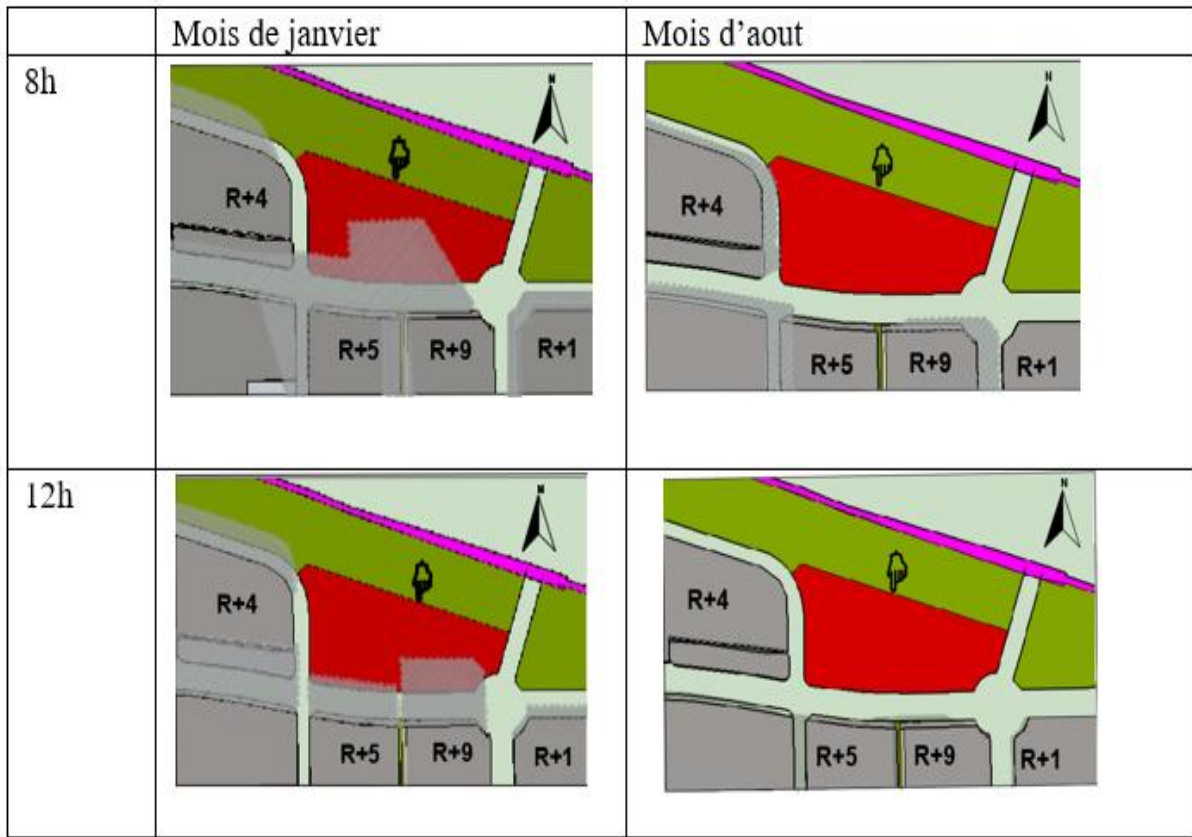 Mois de janvier
Mois d’aout
8h
N
R+4
R+5
R+9
R+1
N
R+4
R+5
R+9
R+1
12h
N
R+4
R+5
R+9
R+1
N
R+4
R+5
R+9
R+1